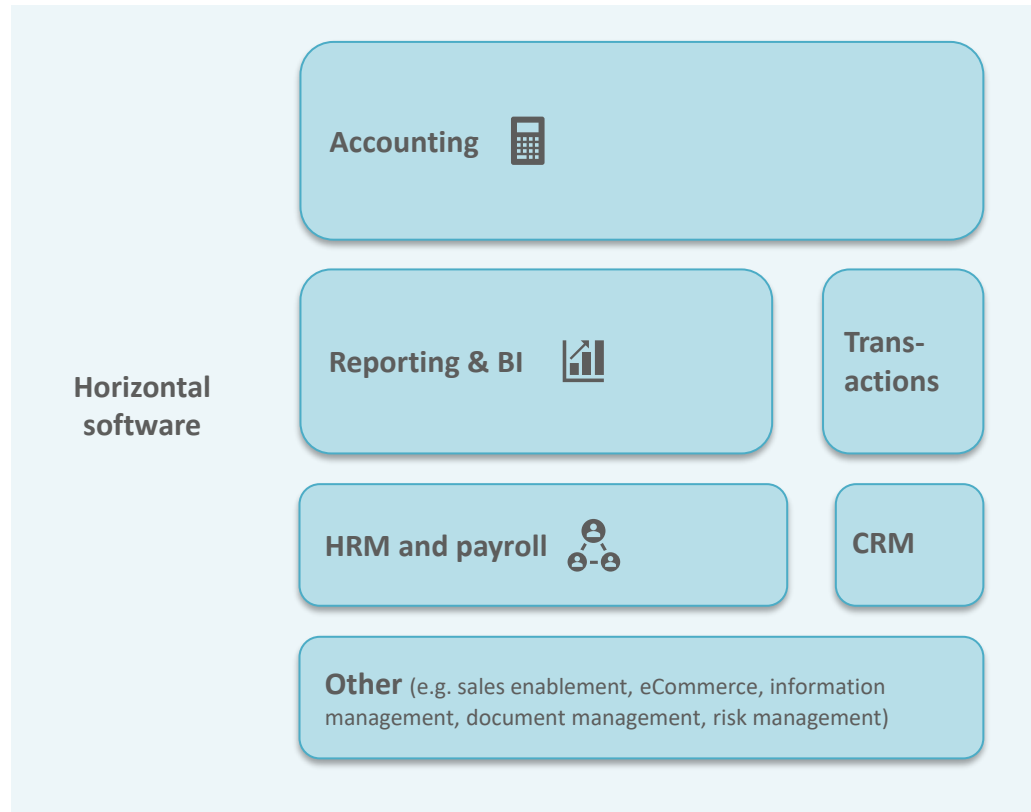 Accounting
Reporting & BI
Trans-
actions
Horizontal
software
HRM and payroll
CRM
Other (e.g. sales enablement, eCommerce, information
management, document management, risk management)